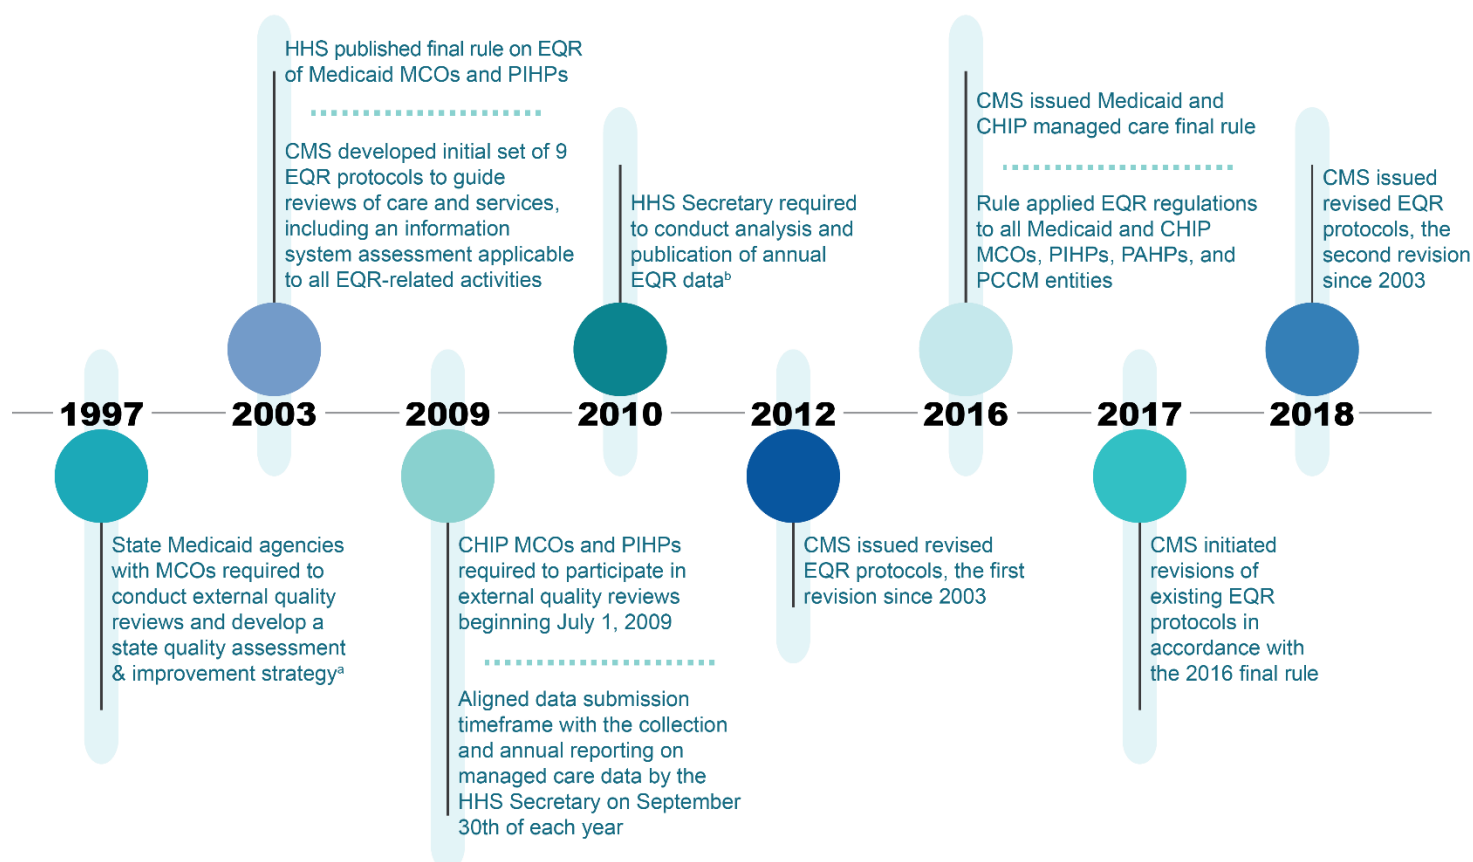 1997
State Medicaid agencies
with MCOs required to
conduct external quality
reviews and develop a
state quality assessment
& improvement strategyᵃ
2003
HHS published final rule on EQR
of Medicaid MCOs and PIHPs
CMS developed initial set of 9
EQR protocols to guide
reviews of care and services,
including an information
system assessment applicable
to all EQR-related activities
2009
CHIP MCOs and PIHPs
required to participate in
external quality reviews
beginning July 1, 2009
Aligned data submission
timeframe with the collection
and annual reporting on
managed care data by the
HHS Secretary on September
30th of each year
2010
HHS Secretary required
to conduct analysis and
publication of annual
EQR dataᵇ
2012
CMS issued revised
EQR protocols, the first
revision since 2003
2016
CMS issued Medicaid and
CHIP managed care final rule
Rule applied EQR regulations
to all Medicaid and CHIP
MCOs, PIHPs, PAHPs, and
PCCM entities
2017
CMS initiated
revisions of
existing EQR
protocols in
accordance with
the 2016 final rule
2018
CMS issued
revised EQR
protocols, the
second revision
since 2003